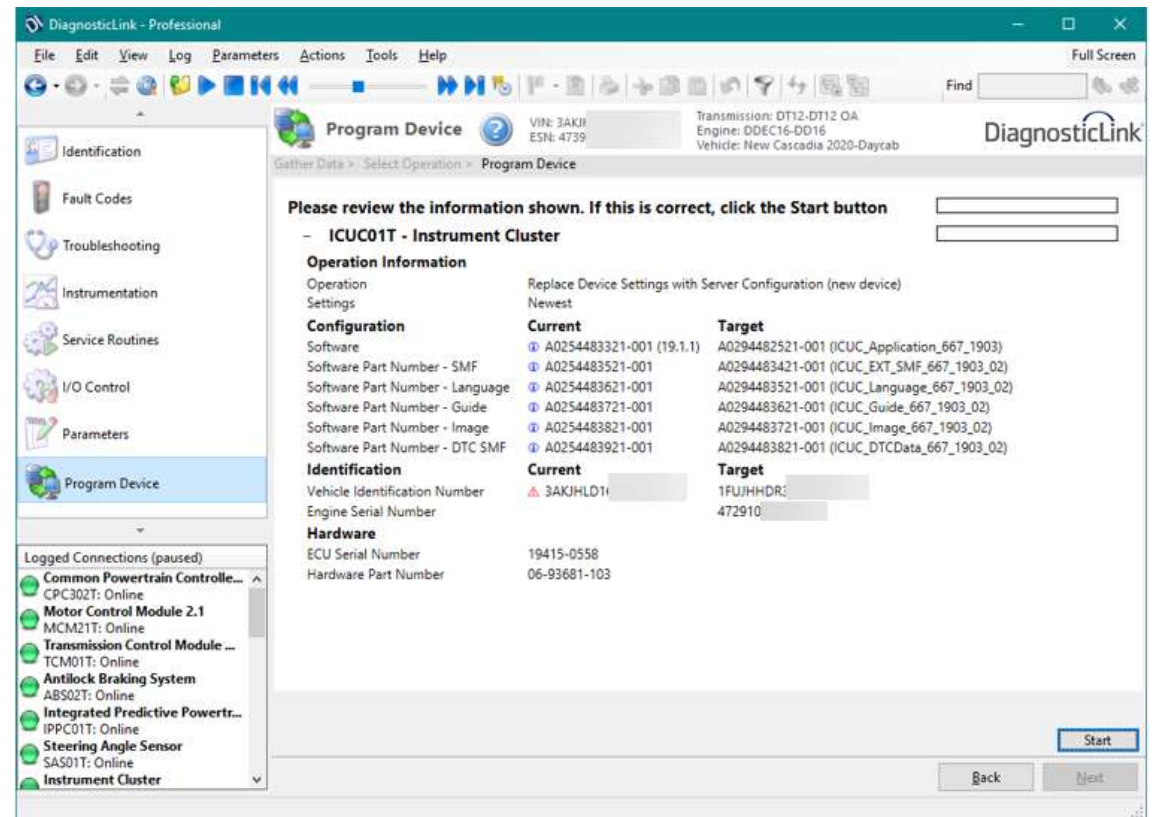 DiagnosticLink - Professional
File Edit View Log Parameters Actions Tools Help Full Screen
Find
Identification
Fault Codes
Troubleshooting
Instrumentation
Service Routines
I/O Control
Parameters
Program Device
Logged Connections (paused)
Common Powertrain Controlle...
CPC302T: Online
Motor Control Module 2.1
MCM21T: Online
Transmission Control Module ...
TCM01T: Online
Antilock Braking System
ABS02T: Online
Integrated Predictive Powertr...
IPPC01T: Online
Steering Angle Sensor
SAS01T: Online
Instrument Cluster
Program Device
VIN: 3AKJ
ESN: 4739
Transmission: DT12-DT12 OA
Engine: DDEC16-DD16
Vehicle: New Cascadia 2020-Daycab
DiagnosticLink
Gather Data > Select Operation > Program Device
Please review the information shown. If this is correct, click the Start button
– ICUC01T - Instrument Cluster
Operation Information
Operation Replace Device Settings with Server Configuration (new device)
Settings Newest
Configuration Current Target
Software A0254483321-001 (19.1.1) A0294482521-001 (ICUC_Application_667_1903)
Software Part Number - SMF A0254483521-001 A0294483421-001 (ICUC_EXT_SMF_667_1903_02)
Software Part Number - Language A0254483621-001 A0294483521-001 (ICUC_Language_667_1903_02)
Software Part Number - Guide A0254483721-001 A0294483621-001 (ICUC_Guide_667_1903_02)
Software Part Number - Image A0254483821-001 A0294483721-001 (ICUC_Image_667_1903_02)
Software Part Number - DTC SMF A0254483921-001 A0294483821-001 (ICUC_DTCData_667_1903_02)
Identification Current Target
Vehicle Identification Number 3AKJHLD1 1FUJHHDR
Engine Serial Number 472910
Hardware
ECU Serial Number 19415-0558
Hardware Part Number 06-93681-103
Start
Back Next